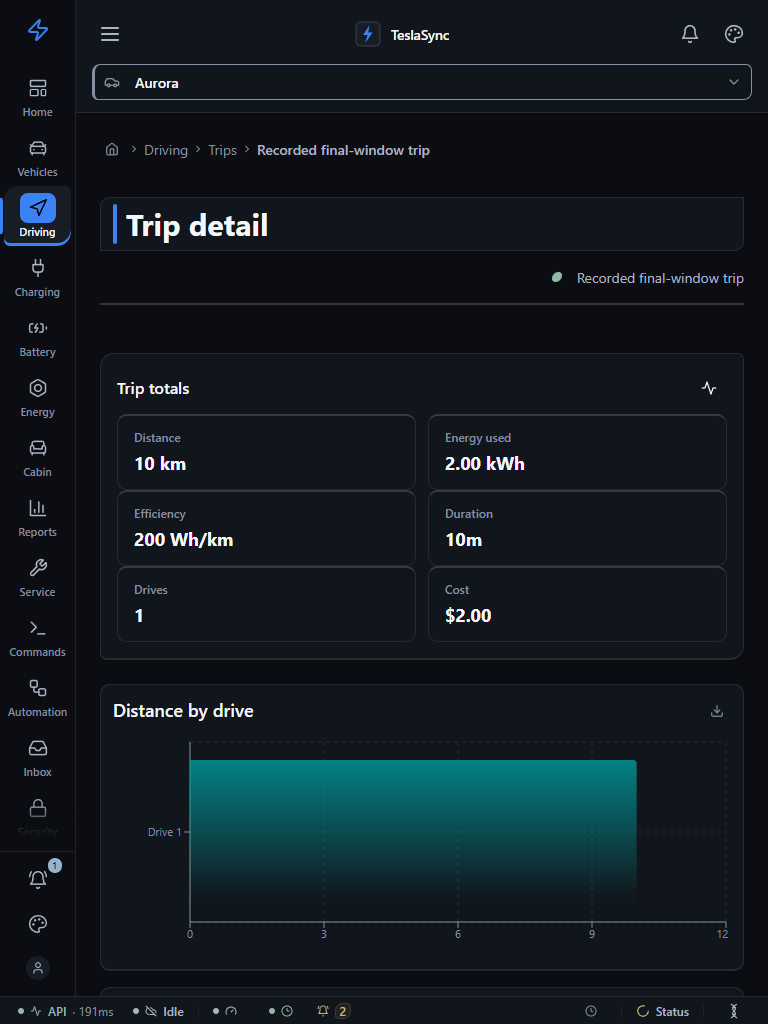 TeslaSync
Aurora
Home
Vehicles
Driving
Charging
Battery
Energy
Cabin
Reports
Service
Commands
Automation
Inbox
Security
1
Driving > Trips > Recorded final-window trip
Trip detail
Recorded final-window trip
Trip totals
Distance
10 km
Energy used
2.00 kWh
Efficiency
200 Wh/km
Duration
10m
Drives
1
Cost
$2.00
Distance by drive
Drive 1
0 3 6 9 12
API · 191ms Idle 2 Status